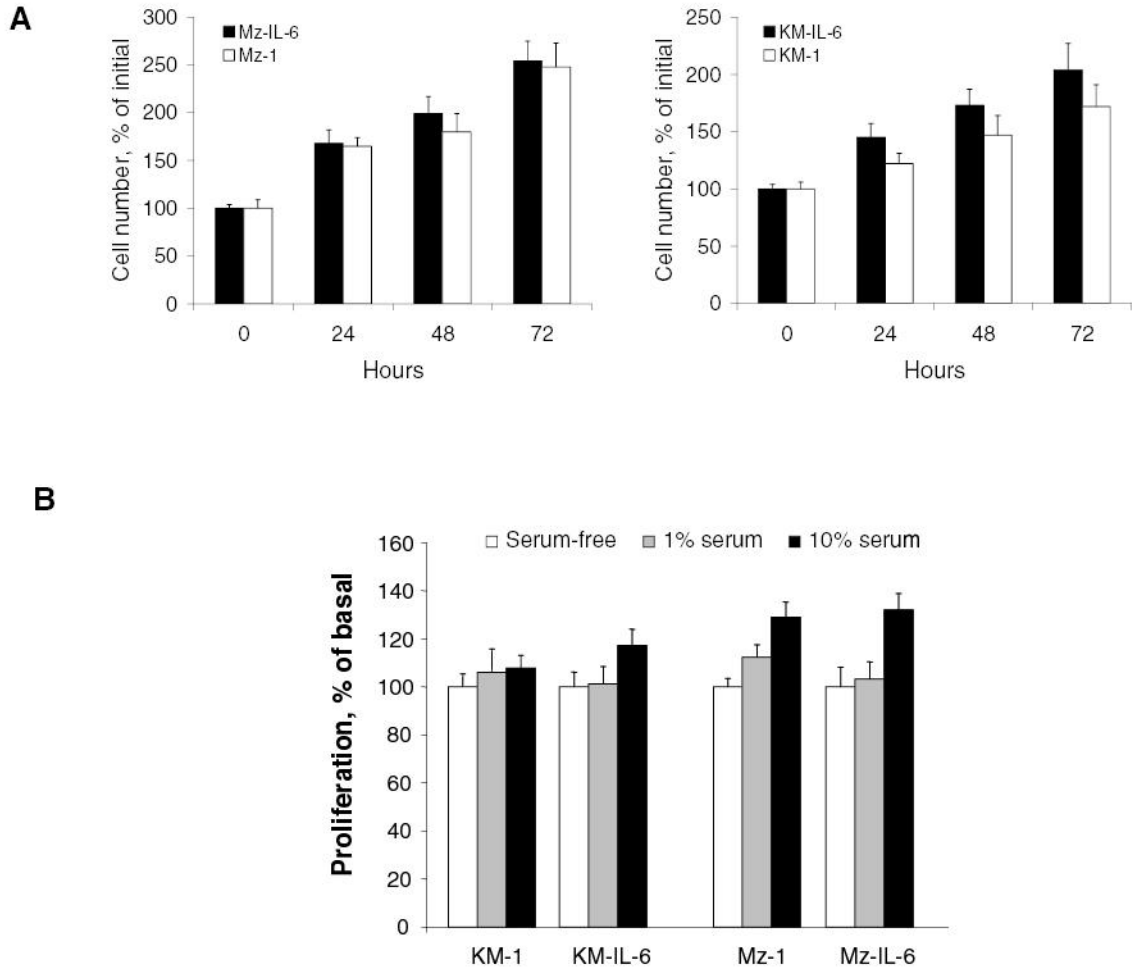 A
Cell number, % of initial
300
250
200
150
100
50
0
Mz-IL-6
Mz-1
0 24 48 72
Hours
Cell number, % of initial
250
200
150
100
50
0
KM-IL-6
KM-1
0 24 48 72
Hours
B
Proliferation, % of basal
160
140
120
100
80
60
40
20
0
Serum-free 1% serum 10% serum
KM-1 KM-IL-6 Mz-1 Mz-IL-6